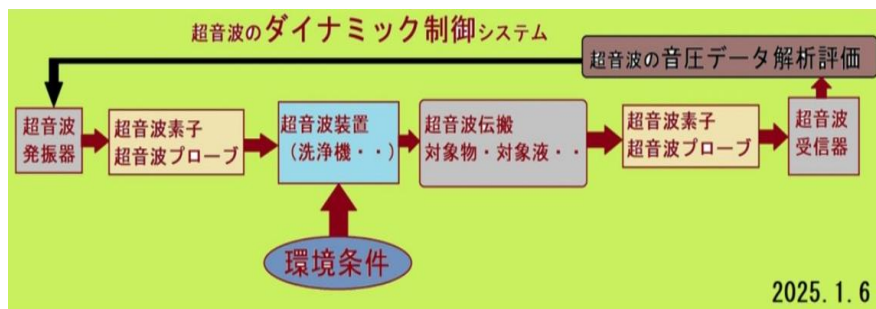 超音波のダイナミック制御システム
超音波の音圧データ解析評価
超音波
発振器
超音波素子
超音波プローブ
超音波装置
（洗浄機・・）
超音波伝搬
対象物・対象液・・
超音波素子
超音波プローブ
超音波
受信器
環境条件
2025.1.6